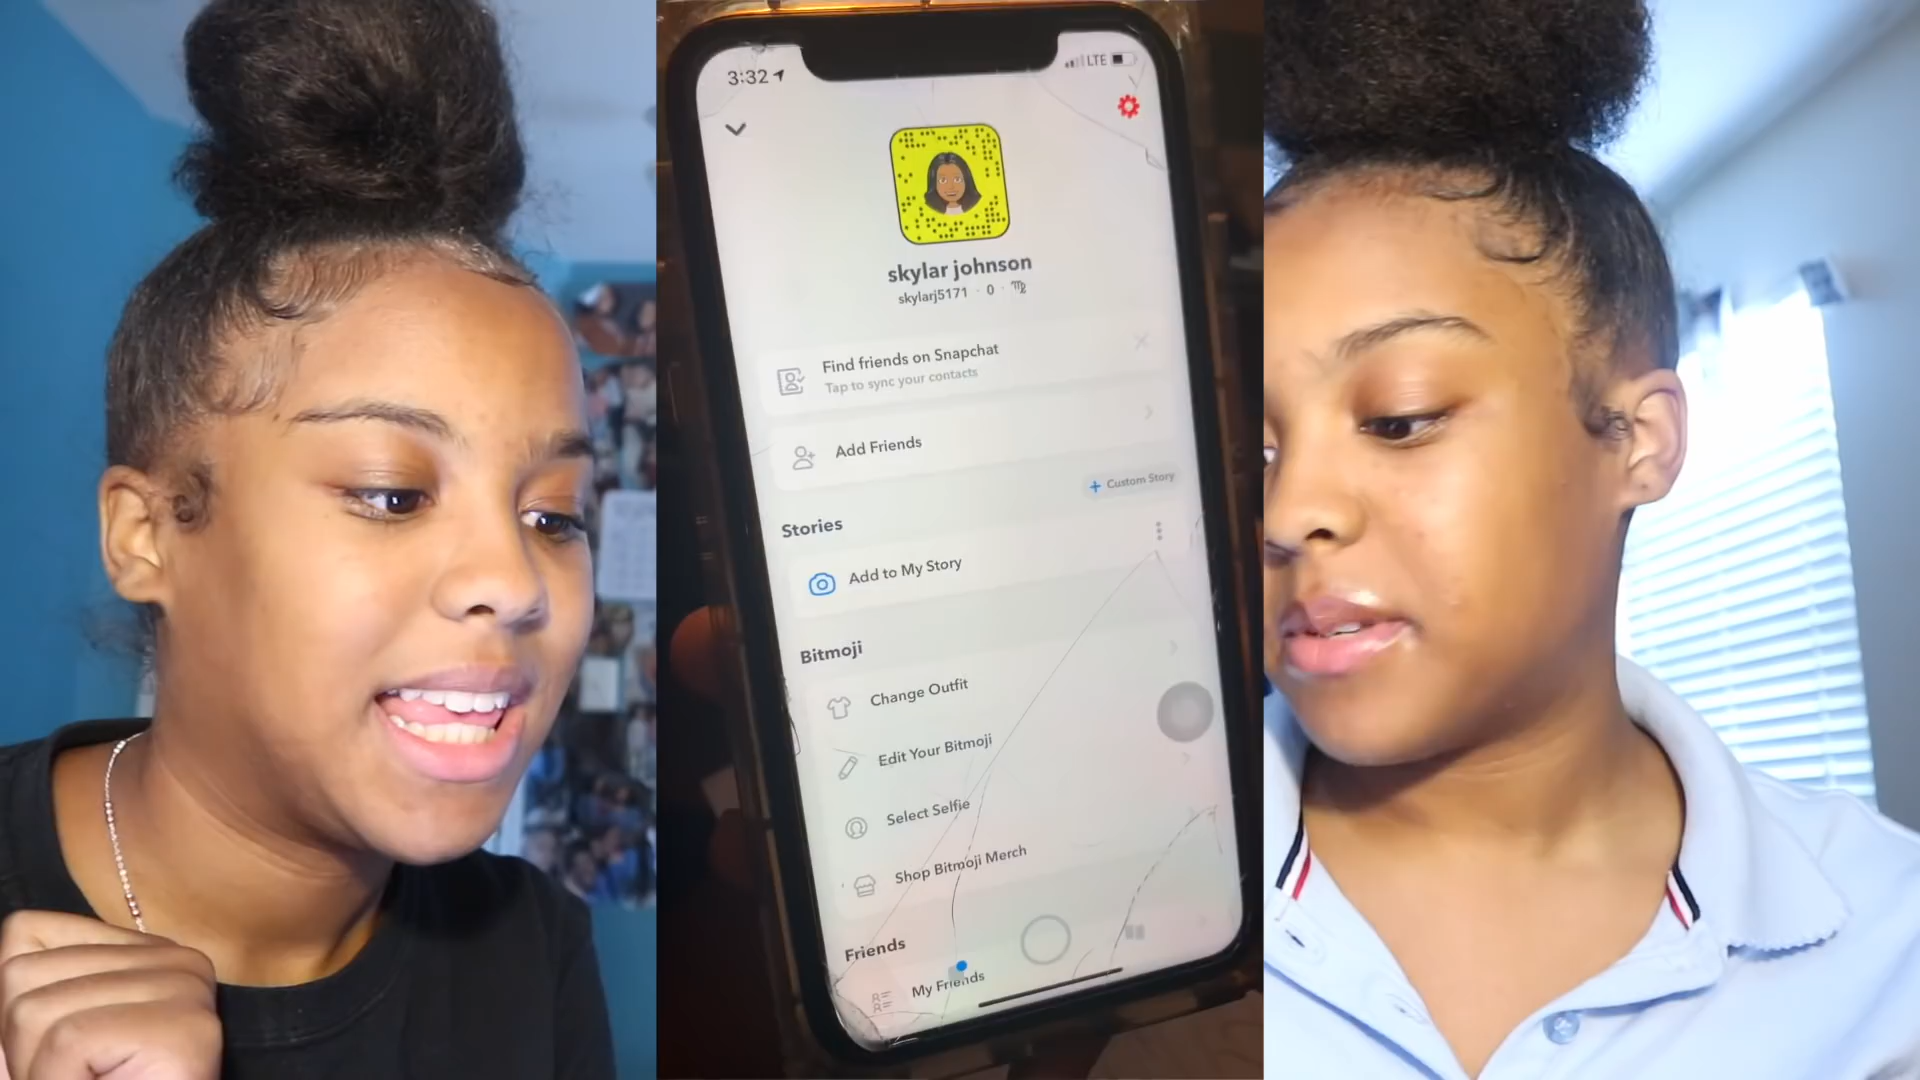 3:32
LTE
skylar johnson
skylarj5171 · 0 · ♍
Find friends on Snapchat
Tap to sync your contacts
Add Friends
+ Custom Story
Stories
Add to My Story
Bitmoji
Change Outfit
Edit Your Bitmoji
Select Selfie
Shop Bitmoji Merch
Friends
My Friends